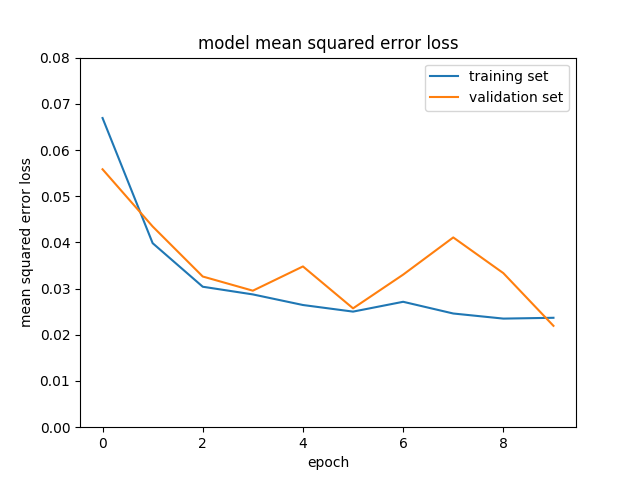 model mean squared error loss
training set
validation set
0.08
0.07
0.06
0.05
0.04
0.03
0.02
0.01
0.00
mean squared error loss
0 2 4 6 8
epoch